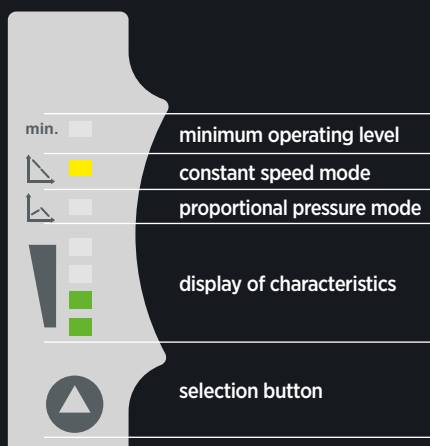 min.
minimum operating level
constant speed mode
proportional pressure mode
display of characteristics
selection button